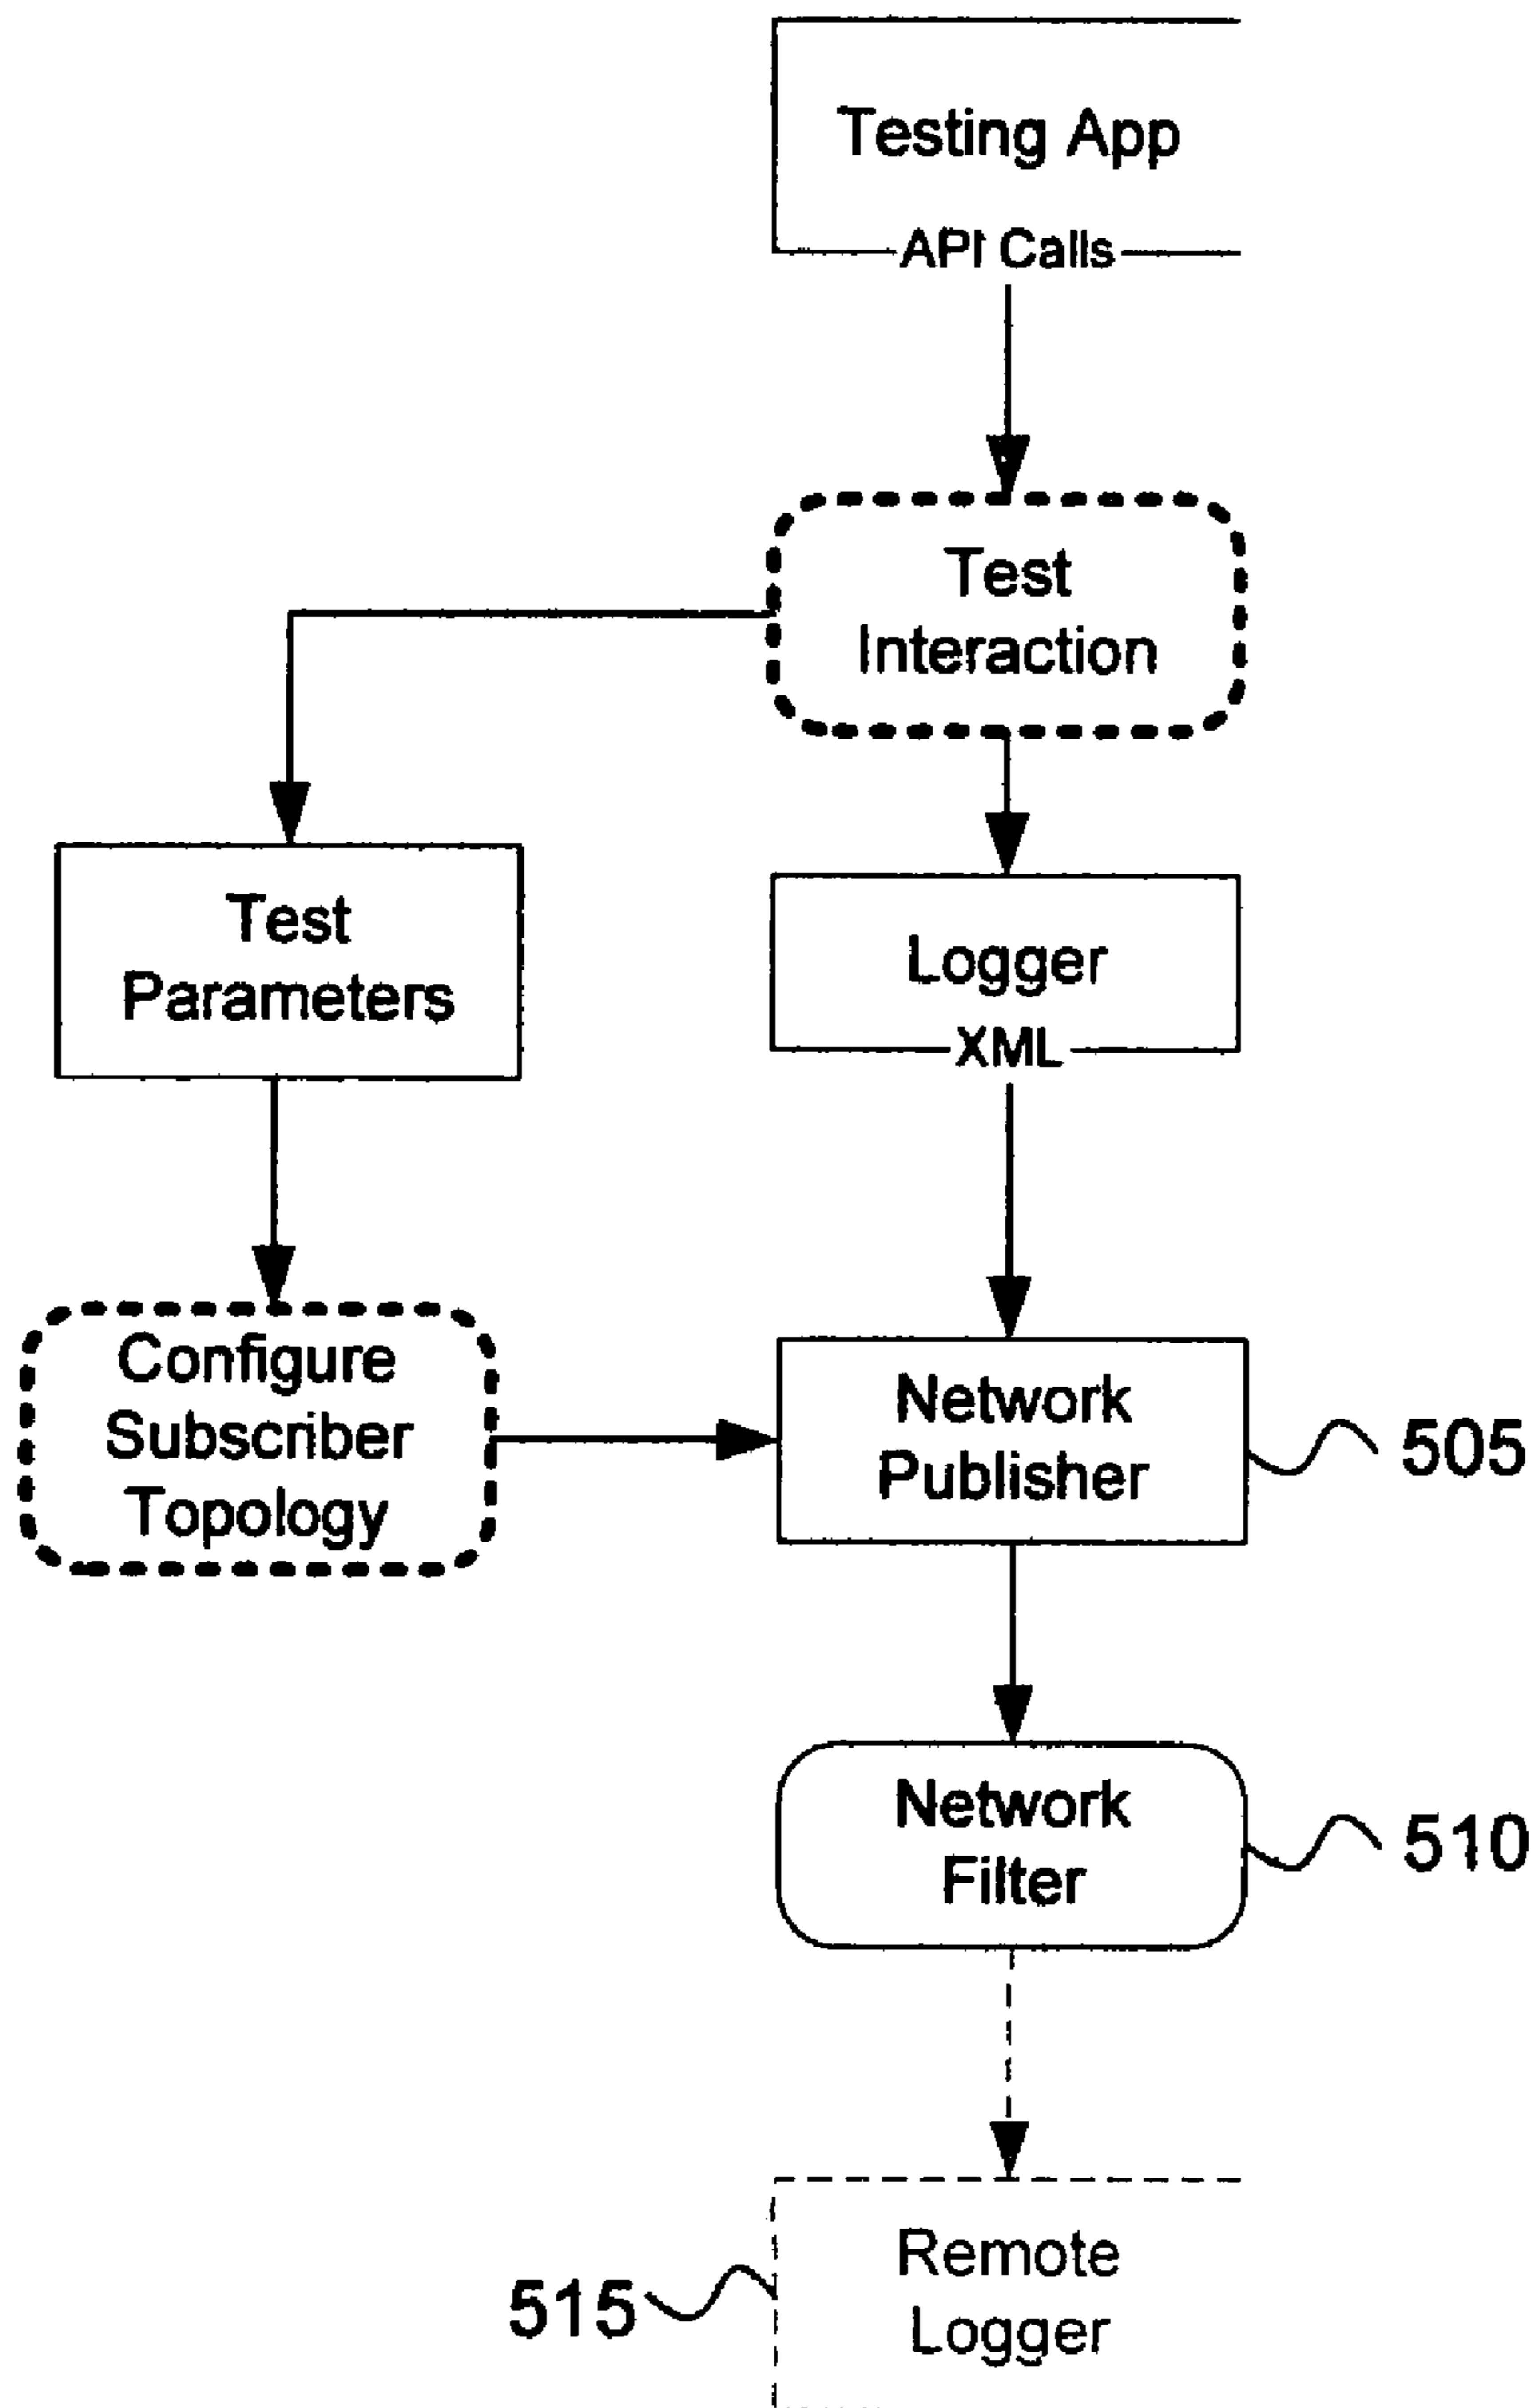 Testing App
API Calls
Test
Interaction
Test
Parameters
Logger
XML
Configure
Subscriber
Topology
Network
Publisher
505
Network
Filter
510
Remote
Logger
515